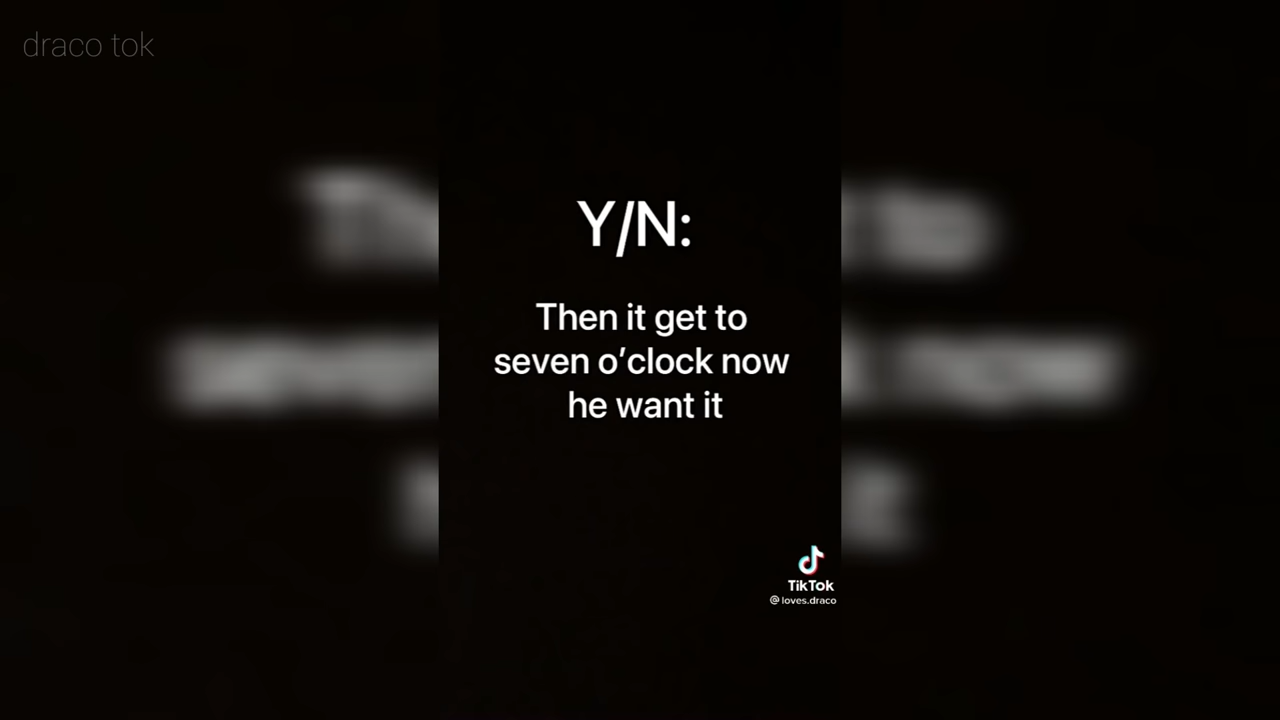 draco tok
Y/N:
Then it get to
seven o’clock now
he want it
TikTok
@loves.draco